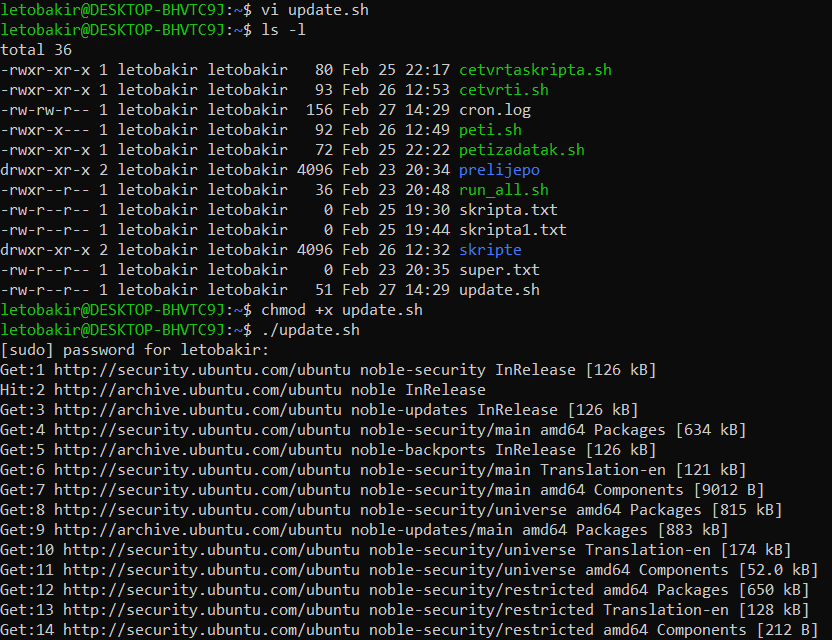 letobakir@DESKTOP-BHVTC9J:~$ vi update.sh
letobakir@DESKTOP-BHVTC9J:~$ ls -l
total 36
-rwxr-xr-x 1 letobakir letobakir   80 Feb 25 22:17 cetvrtaskripta.sh
-rwxr-xr-x 1 letobakir letobakir   93 Feb 26 12:53 cetvrti.sh
-rw-rw-r-- 1 letobakir letobakir  156 Feb 27 14:29 cron.log
-rwxr-x--- 1 letobakir letobakir   92 Feb 26 12:49 peti.sh
-rwxr-xr-x 1 letobakir letobakir   72 Feb 25 22:22 petizadatak.sh
drwxr-xr-x 2 letobakir letobakir 4096 Feb 23 20:34 prelijepo
-rwxr--r-- 1 letobakir letobakir   36 Feb 23 20:48 run_all.sh
-rw-r--r-- 1 letobakir letobakir    0 Feb 25 19:30 skripta.txt
-rw-r--r-- 1 letobakir letobakir    0 Feb 25 19:44 skripta1.txt
drwxr-xr-x 2 letobakir letobakir 4096 Feb 26 12:32 skripte
-rw-r--r-- 1 letobakir letobakir    0 Feb 23 20:35 super.txt
-rw-r--r-- 1 letobakir letobakir   51 Feb 27 14:29 update.sh
letobakir@DESKTOP-BHVTC9J:~$ chmod +x update.sh
letobakir@DESKTOP-BHVTC9J:~$ ./update.sh
[sudo] password for letobakir:
Get:1 http://security.ubuntu.com/ubuntu noble-security InRelease [126 kB]
Hit:2 http://archive.ubuntu.com/ubuntu noble InRelease
Get:3 http://archive.ubuntu.com/ubuntu noble-updates InRelease [126 kB]
Get:4 http://security.ubuntu.com/ubuntu noble-security/main amd64 Packages [634 kB]
Get:5 http://archive.ubuntu.com/ubuntu noble-backports InRelease [126 kB]
Get:6 http://security.ubuntu.com/ubuntu noble-security/main Translation-en [121 kB]
Get:7 http://security.ubuntu.com/ubuntu noble-security/main amd64 Components [9012 B]
Get:8 http://security.ubuntu.com/ubuntu noble-security/universe amd64 Packages [815 kB]
Get:9 http://archive.ubuntu.com/ubuntu noble-updates/main amd64 Packages [883 kB]
Get:10 http://security.ubuntu.com/ubuntu noble-security/universe Translation-en [174 kB]
Get:11 http://security.ubuntu.com/ubuntu noble-security/universe amd64 Components [52.0 kB]
Get:12 http://security.ubuntu.com/ubuntu noble-security/restricted amd64 Packages [650 kB]
Get:13 http://security.ubuntu.com/ubuntu noble-security/restricted Translation-en [128 kB]
Get:14 http://security.ubuntu.com/ubuntu noble-security/restricted amd64 Components [212 B]